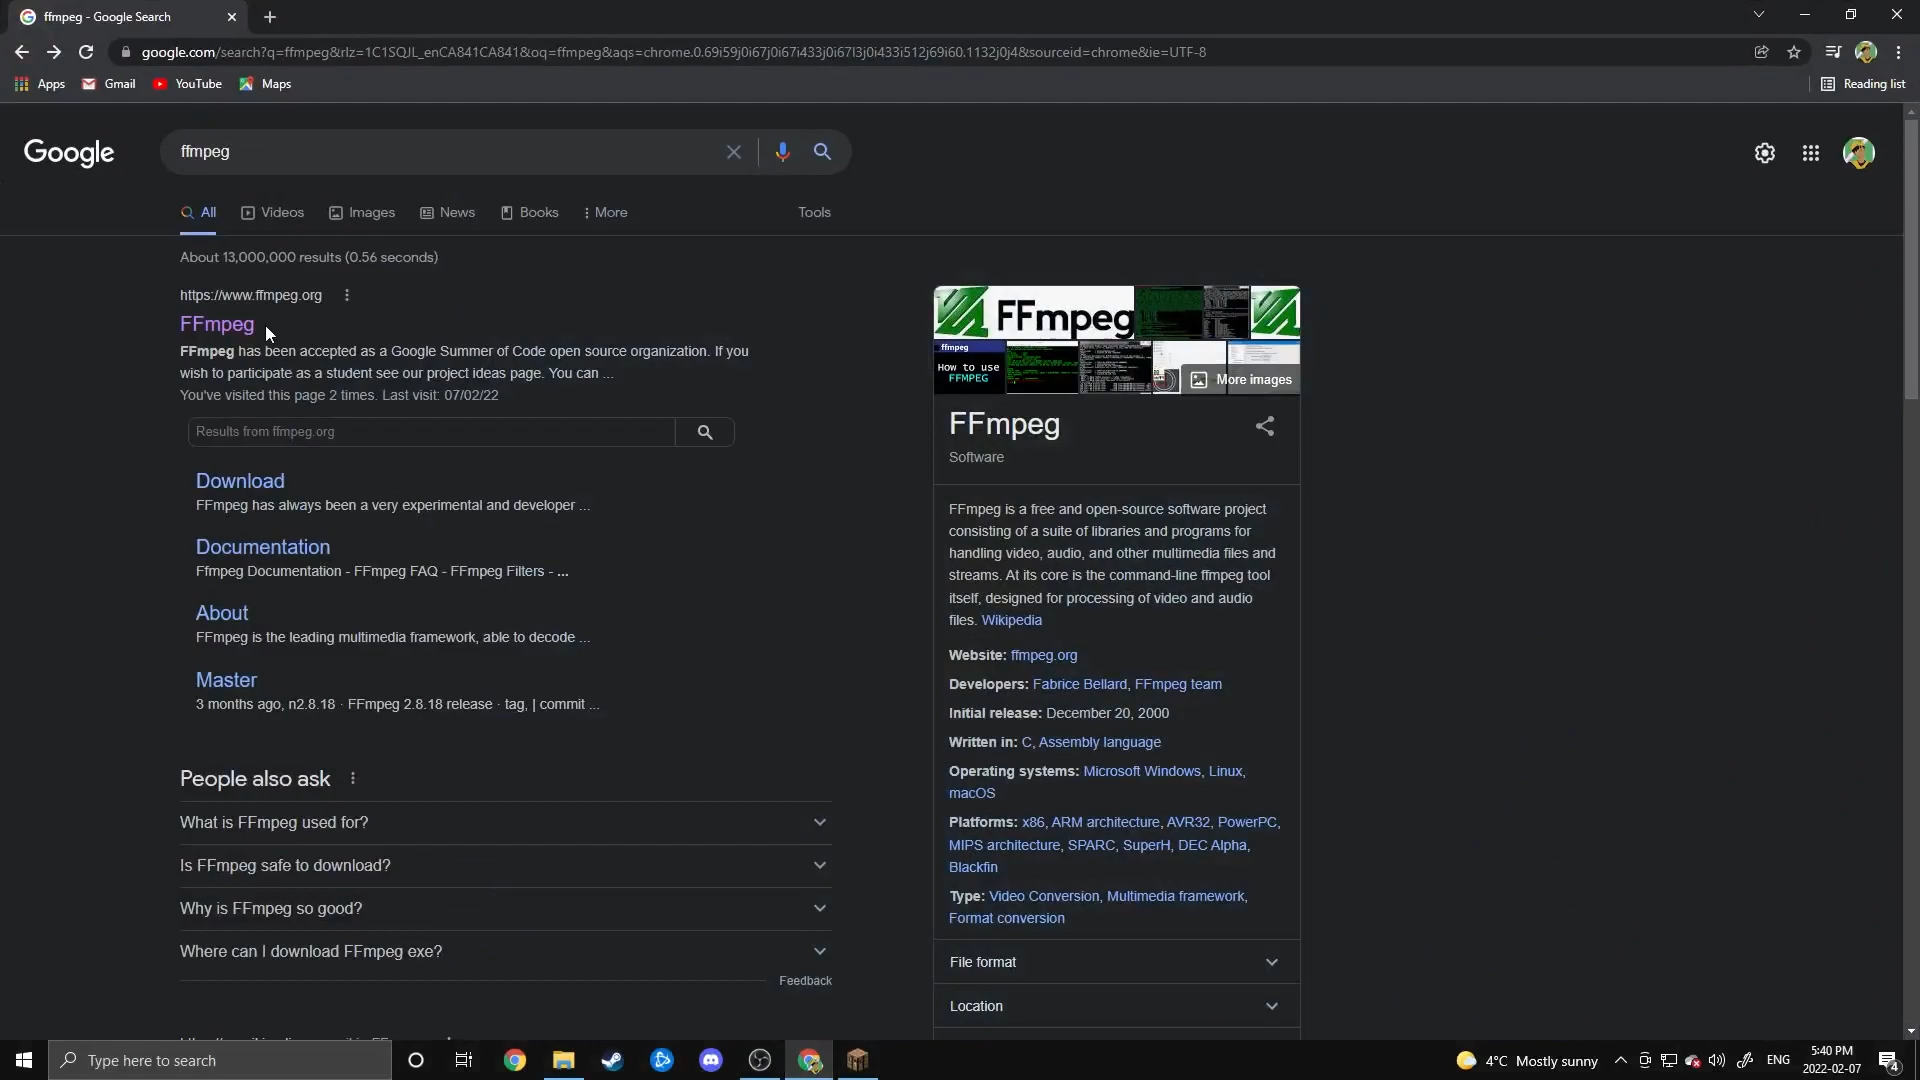 ffmpeg - Google Search
google.com/search?q=ffmpeg&rlz=1C1SQJL_enCA841CA841&oq=ffmpeg&aqs=chrome.0.69i59j0i67j0i67i433j0i67l3j0i433i512j69i60.1132j0j4&sourceid=chrome&ie=UTF-8
Apps Gmail YouTube Maps Reading list
Google
ffmpeg
All Videos Images News Books More Tools
About 13,000,000 results (0.56 seconds)
https://www.ffmpeg.org
FFmpeg
FFmpeg has been accepted as a Google Summer of Code open source organization. If you
wish to participate as a student see our project ideas page. You can ...
You've visited this page 2 times. Last visit: 07/02/22
Results from ffmpeg.org
Download
FFmpeg has always been a very experimental and developer ...
Documentation
Ffmpeg Documentation - FFmpeg FAQ - FFmpeg Filters - ...
About
FFmpeg is the leading multimedia framework, able to decode ...
Master
3 months ago, n2.8.18 · FFmpeg 2.8.18 release · tag, | commit ...
People also ask
What is FFmpeg used for?
Is FFmpeg safe to download?
Why is FFmpeg so good?
Where can I download FFmpeg exe?
Feedback
FFmpeg
ffmpeg
How to use
FFMPEG
More images
FFmpeg
Software
FFmpeg is a free and open-source software project
consisting of a suite of libraries and programs for
handling video, audio, and other multimedia files and
streams. At its core is the command-line ffmpeg tool
itself, designed for processing of video and audio
files. Wikipedia
Website: ffmpeg.org
Developers: Fabrice Bellard, FFmpeg team
Initial release: December 20, 2000
Written in: C, Assembly language
Operating systems: Microsoft Windows, Linux,
macOS
Platforms: x86, ARM architecture, AVR32, PowerPC,
MIPS architecture, SPARC, SuperH, DEC Alpha,
Blackfin
Type: Video Conversion, Multimedia framework,
Format conversion
File format
Location
Type here to search
4°C Mostly sunny
ENG
5:40 PM
2022-02-07
4